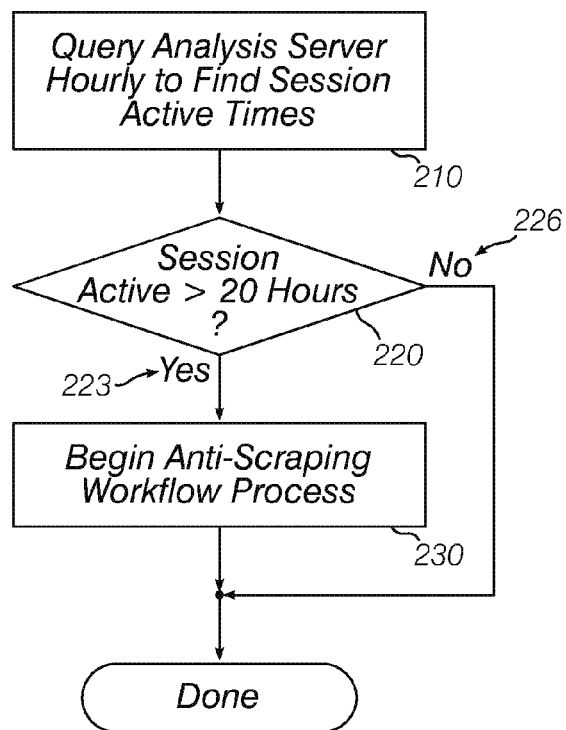 Query Analysis Server
Hourly to Find Session
Active Times
210
226
No
Session
Active > 20 Hours
?
220
223
Yes
Begin Anti-Scraping
Workflow Process
230
Done